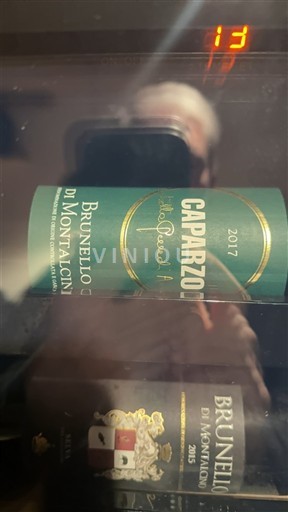 13
2017
CAPARZO
BRUNELLO
DI MONTALCINO
VINIOU
BRUNELLO
DI MONTALCINO
2015